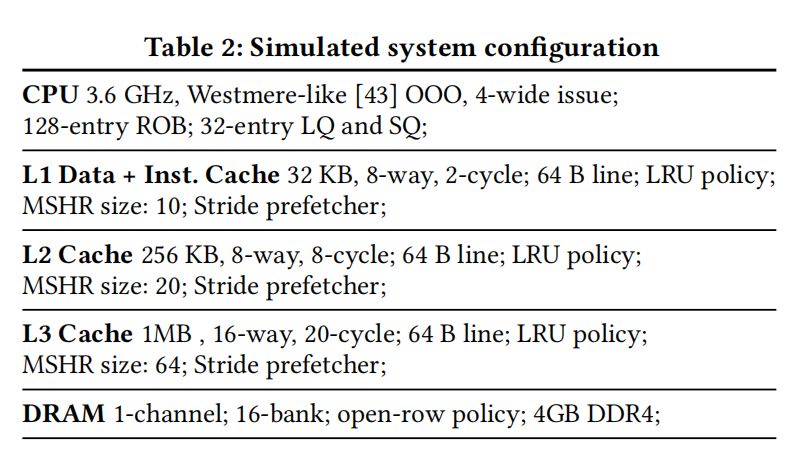 Table 2: Simulated system configuration
CPU 3.6 GHz, Westmere-like [43] OOO, 4-wide issue;
128-entry ROB; 32-entry LQ and SQ;
L1 Data + Inst. Cache 32 KB, 8-way, 2-cycle; 64 B line; LRU policy;
MSHR size: 10; Stride prefetcher;
L2 Cache 256 KB, 8-way, 8-cycle; 64 B line; LRU policy;
MSHR size: 20; Stride prefetcher;
L3 Cache 1MB , 16-way, 20-cycle; 64 B line; LRU policy;
MSHR size: 64; Stride prefetcher;
DRAM 1-channel; 16-bank; open-row policy; 4GB DDR4;